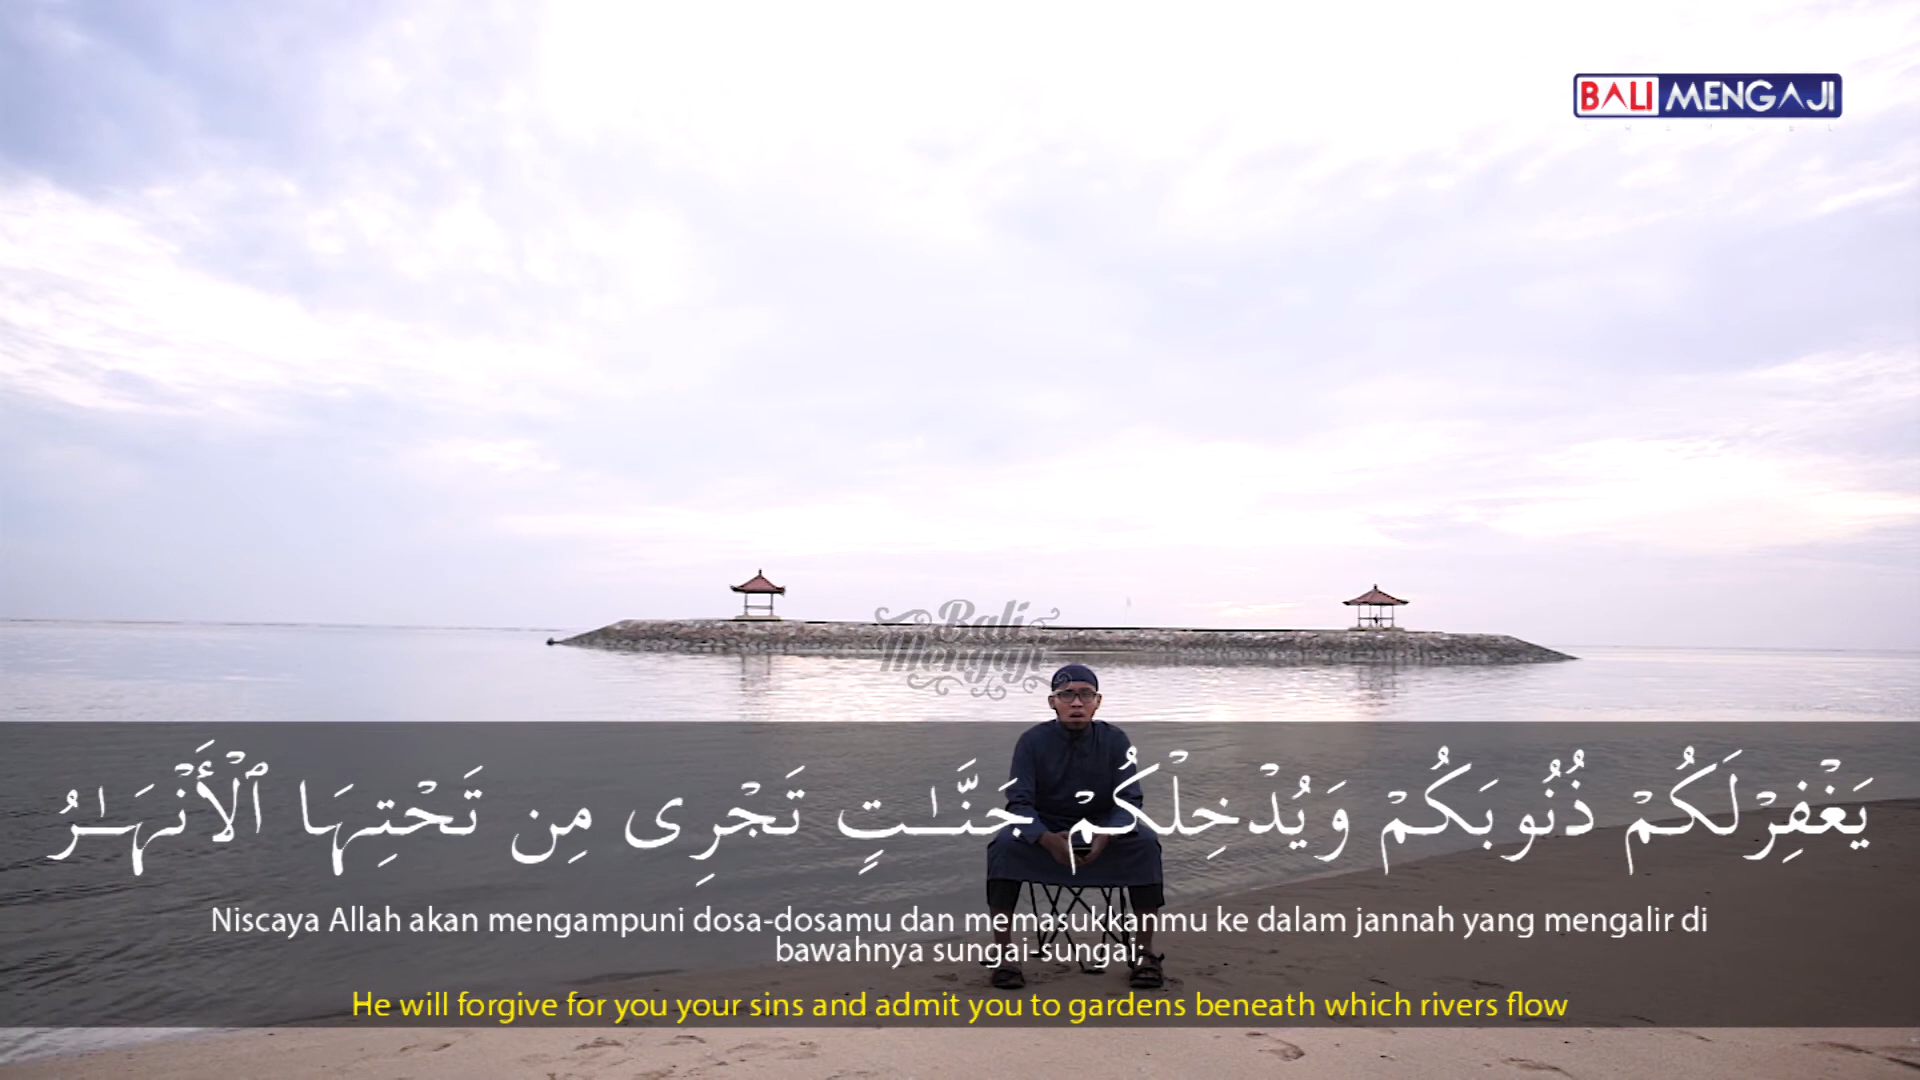 BALI MENGAJI
Bali
Mengaji
يَغْفِرْلَكُمْ ذُنُوبَكُمْ وَيُدْخِلْكُمْ جَنَّـٰتٍ تَجْرِى مِن تَحْتِهَا ٱلْأَنْهَـٰرُ
Niscaya Allah akan mengampuni dosa-dosamu dan memasukkanmu ke dalam jannah yang mengalir di
bawahnya sungai-sungai;
He will forgive for you your sins and admit you to gardens beneath which rivers flow